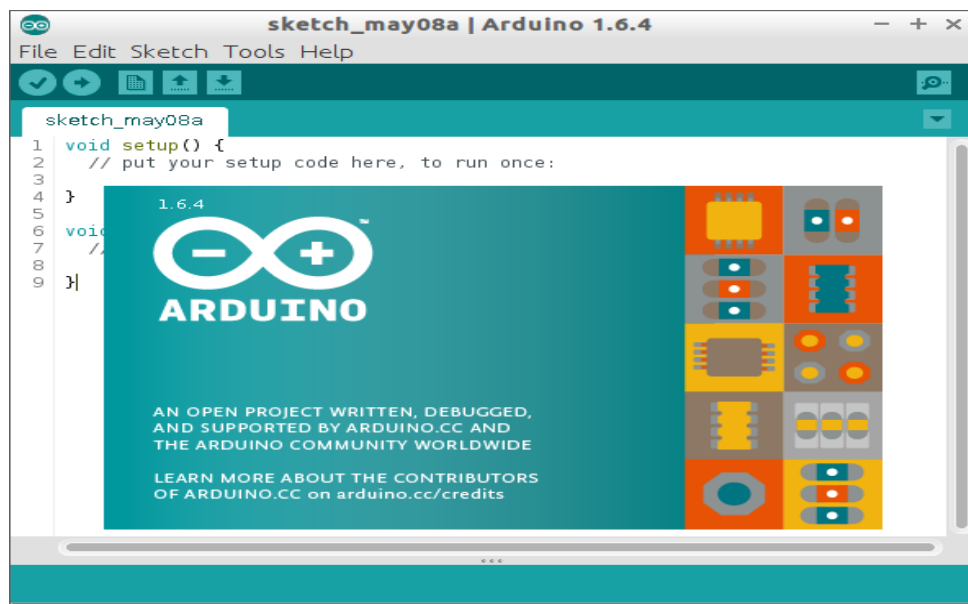 sketch_may08a | Arduino 1.6.4
File Edit Sketch Tools Help
sketch_may08a
1 void setup() {
2 // put your setup code here, to run once:
3
4 }
5
6 void
7 //
8
9 }
1.6.4
™
ARDUINO
AN OPEN PROJECT WRITTEN, DEBUGGED,
AND SUPPORTED BY ARDUINO.CC AND
THE ARDUINO COMMUNITY WORLDWIDE
LEARN MORE ABOUT THE CONTRIBUTORS
OF ARDUINO.CC on arduino.cc/credits